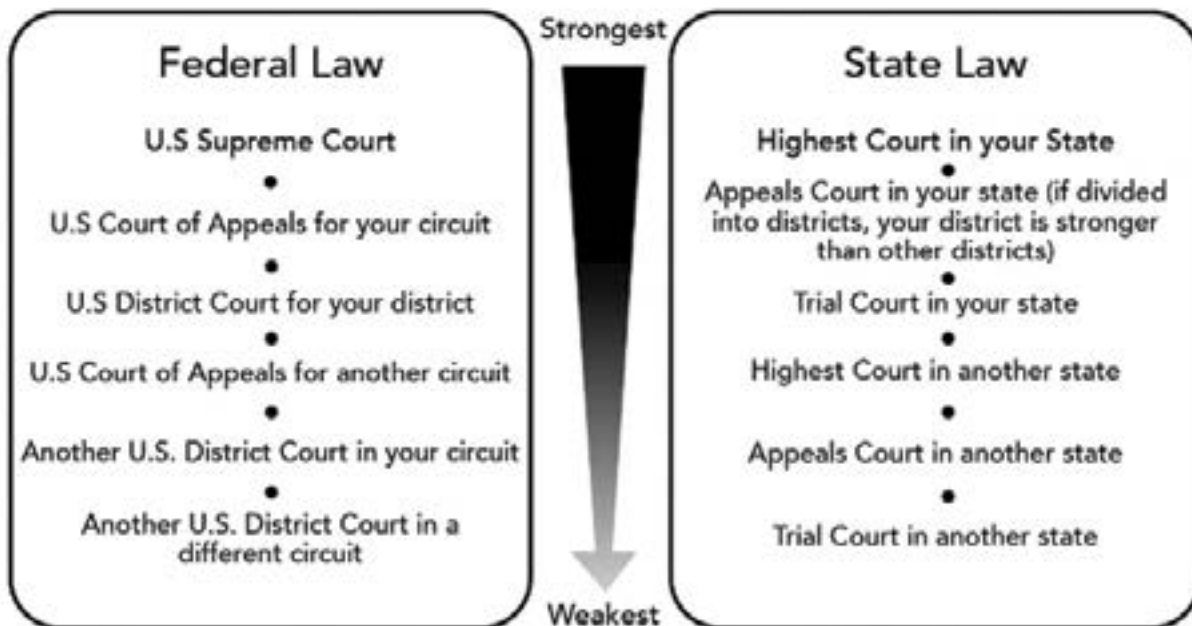 Strongest
Federal Law
U.S Supreme Court
U.S Court of Appeals for your circuit
U.S District Court for your district
U.S Court of Appeals for another circuit
Another U.S. District Court in your circuit
Another U.S. District Court in a
different circuit
State Law
Highest Court in your State
Appeals Court in your state (if divided
into districts, your district is stronger
than other districts)
Trial Court in your state
Highest Court in another state
Appeals Court in another state
Trial Court in another state
Weakest